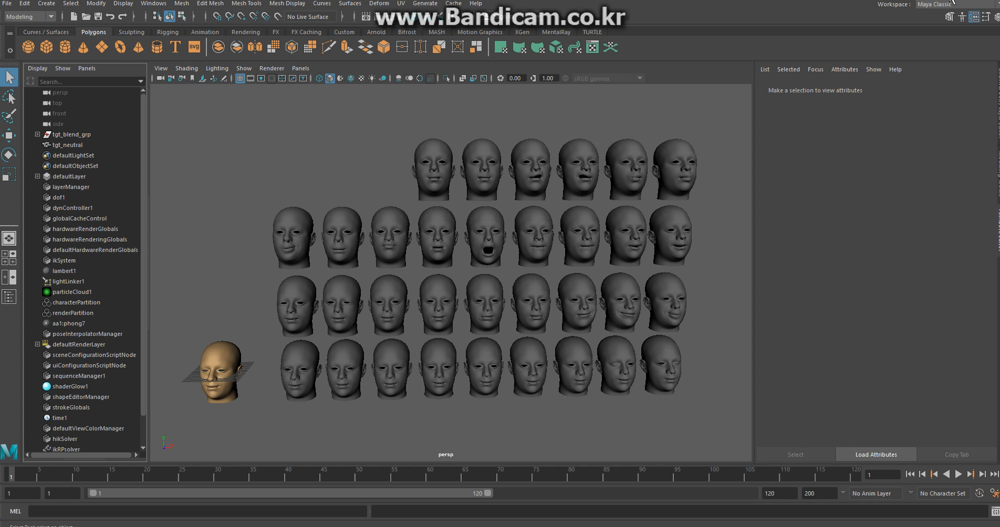 File Edit Create Select Modify Display Windows Mesh Edit Mesh Mesh Tools Mesh Display Curves Surfaces Deform UV Generate Cache Help
Workspace : Maya Classic
www.Bandicam.co.kr
Modeling
No Live Surface
Curves / Surfaces Polygons Sculpting Rigging Animation Rendering FX FX Caching Custom Arnold Bifrost MASH Motion Graphics XGen MentalRay TURTLE
T svg
Display Show Panels
View Shading Lighting Show Renderer Panels
List Selected Focus Attributes Show Help
Search...
0.00 1.00 sRGB gamma
Make a selection to view attributes
persp
top
front
side
tgt_blend_grp
tgt_neutral
defaultLightSet
defaultObjectSet
defaultLayer
layerManager
dof1
dynController1
globalCacheControl
hardwareRenderGlobals
hardwareRenderingGlobals
defaultHardwareRenderGlobals
ikSystem
lambert1
lightLinker1
particleCloud1
characterPartition
renderPartition
aa1:phong7
poseInterpolatorManager
defaultRenderLayer
sceneConfigurationScriptNode
uiConfigurationScriptNode
sequenceManager1
shaderGlow1
shapeEditorManager
strokeGlobals
time1
defaultViewColorManager
hikSolver
ikRPsolver
y
persp
Select Load Attributes Copy Tab
1 5 10 15 20 25 30 35 40 45 50 55 60 65 70 75 80 85 90 95 100 105 110 115 120
1
1 1 1 120 120 200 No Anim Layer No Character Set
MEL